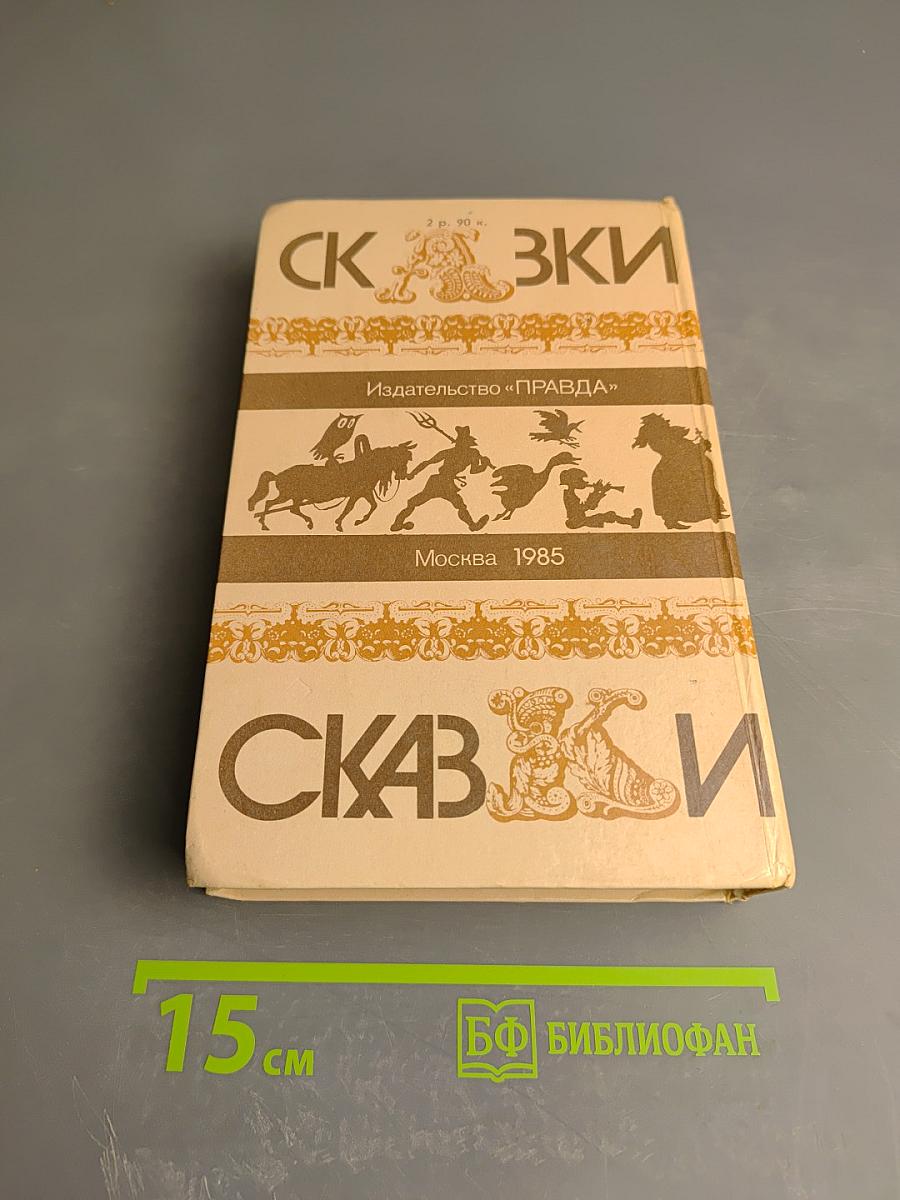 2 р. 90 к.
СКАЗКИ
Издательство «ПРАВДА»
Москва 1985
СКАЗКИ
15 см
БФ БИБЛИОФАН